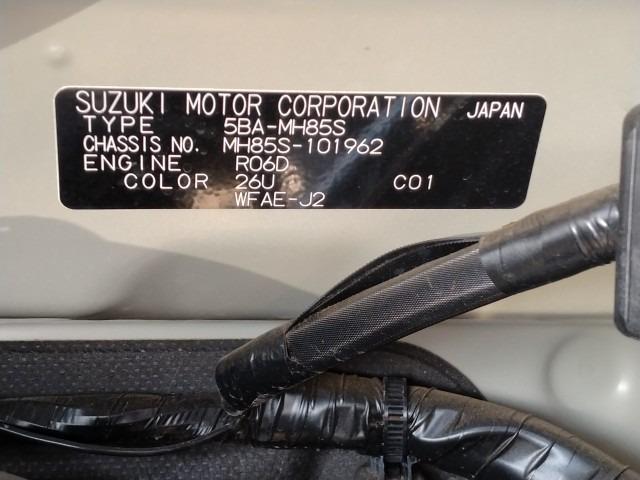 SUZUKI MOTOR CORPORATION JAPAN
TYPE 5BA-MH85S
CHASSIS NO. MH85S-101962
ENGINE R06D
COLOR 26U C01
WFAE-J2